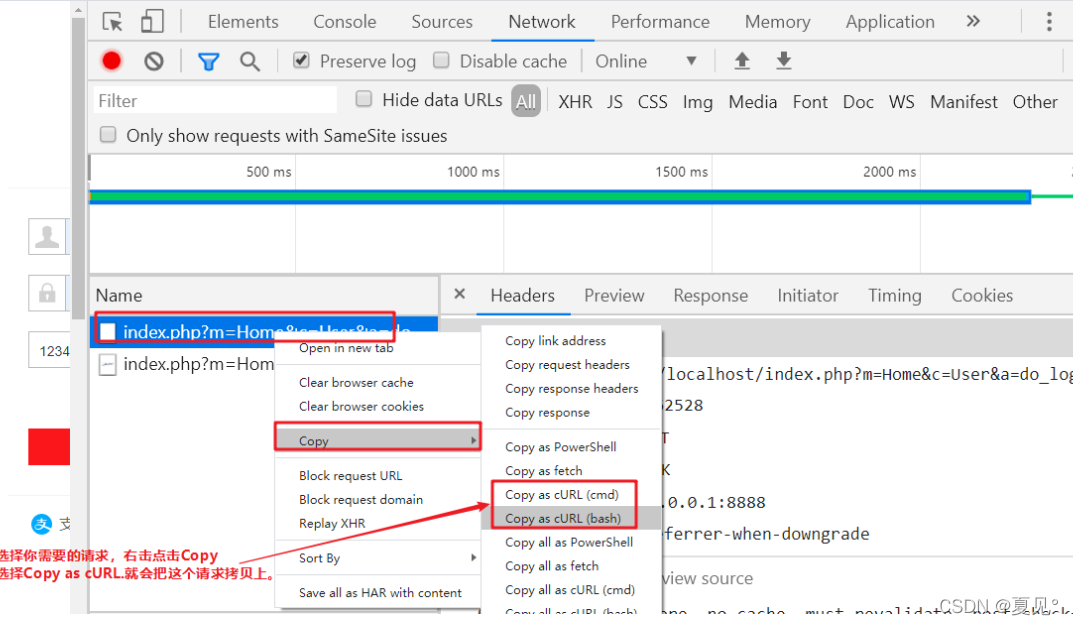 Elements Console Sources Network Performance Memory Application »
Preserve log Disable cache Online ▼
Filter Hide data URLs All XHR JS CSS Img Media Font Doc WS Manifest Other
Only show requests with SameSite issues
500 ms 1000 ms 1500 ms 2000 ms
Name × Headers Preview Response Initiator Timing Cookies
index.php?m=Home&c=User&a=do
index.php?m=Hom
1234
Open in new tab
Clear browser cache
Clear browser cookies
Copy
Block request URL
Block request domain
Replay XHR
Sort By
Save all as HAR with content
Copy link address
Copy request headers
Copy response headers
Copy response
Copy as PowerShell
Copy as fetch
Copy as cURL (cmd)
Copy as cURL (bash)
Copy all as PowerShell
Copy all as fetch
Copy all as cURL (cmd)
Copy all as cURL (bash)
/localhost/index.php?m=Home&c=User&a=do_log
2528
T
K
.0.0.1:8888
eferrer-when-downgrade
view source
no-cache, must-revalidate
支
选择你需要的请求，右击点击Copy
选择Copy as cURL.就会把这个请求拷贝上。
CSDN @夏见°